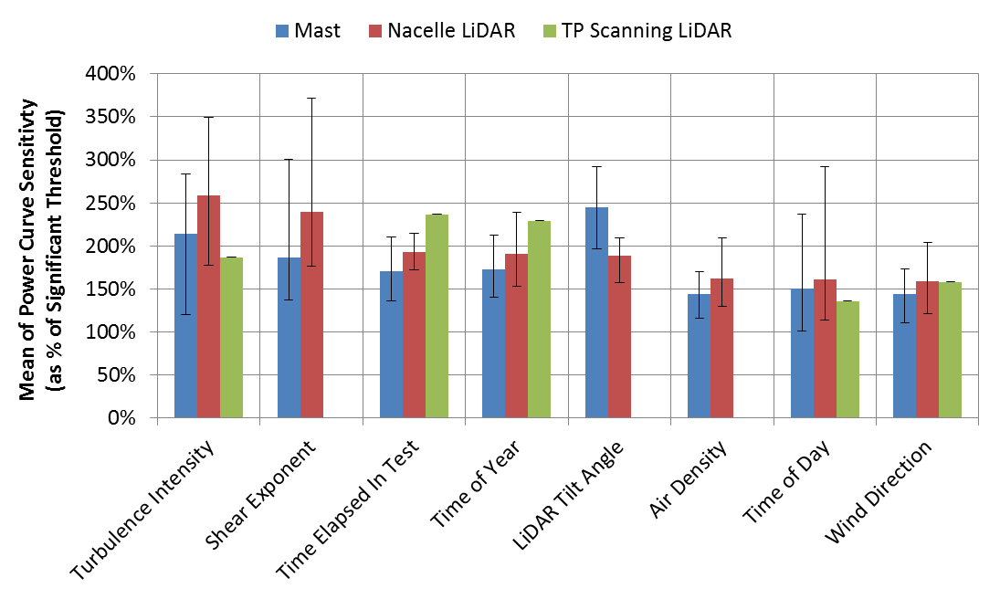 Mast Nacelle LiDAR TP Scanning LiDAR
Mean of Power Curve Sensitivty
(as % of Significant Threshold)
400%
350%
300%
250%
200%
150%
100%
50%
0%
Turbulence Intensity
Shear Exponent
Time Elapsed In Test
Time of Year
LiDAR Tilt Angle
Air Density
Time of Day
Wind Direction